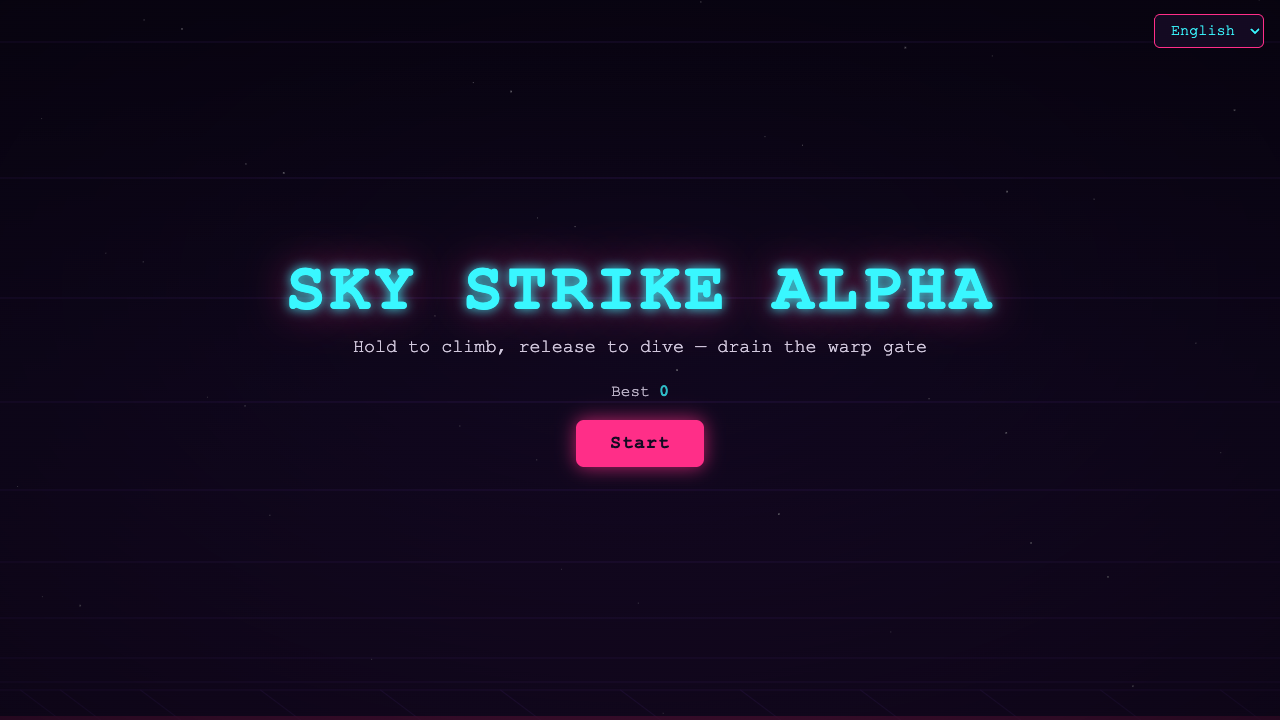 English
SKY STRIKE ALPHA
Hold to climb, release to dive — drain the warp gate
Best 0
Start